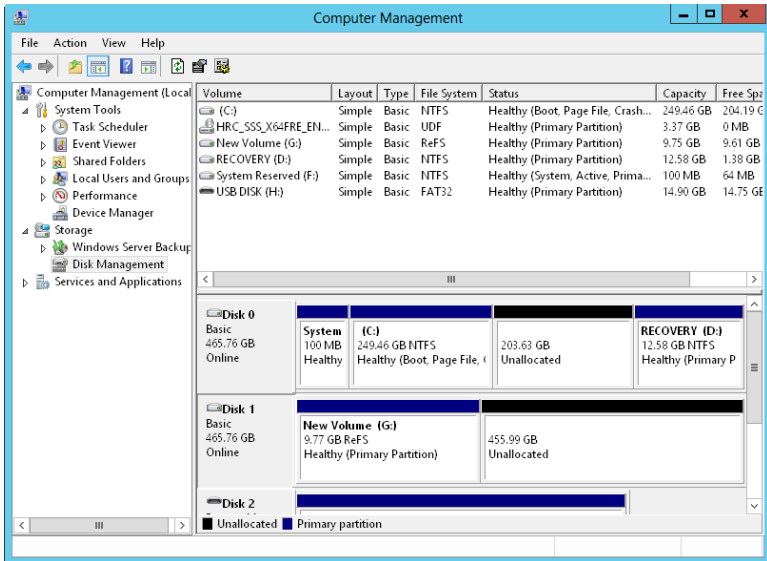 Computer Management
File Action View Help
Computer Management (Local
System Tools
Task Scheduler
Event Viewer
Shared Folders
Local Users and Groups
Performance
Device Manager
Storage
Windows Server Backup
Disk Management
Services and Applications
Volume Layout Type File System Status Capacity Free Spa
(C:) Simple Basic NTFS Healthy (Boot, Page File, Crash... 249.46 GB 204.19 G
HRC_SSS_X64FRE_EN... Simple Basic UDF Healthy (Primary Partition) 3.37 GB 0 MB
New Volume (G:) Simple Basic ReFS Healthy (Primary Partition) 9.75 GB 9.61 GB
RECOVERY (D:) Simple Basic NTFS Healthy (Primary Partition) 12.58 GB 1.38 GB
System Reserved (F:) Simple Basic NTFS Healthy (System, Active, Prima... 100 MB 64 MB
USB DISK (H:) Simple Basic FAT32 Healthy (Primary Partition) 14.90 GB 14.75 GB
Disk 0
Basic
465.76 GB
Online
System
100 MB
Healthy
(C:)
249.46 GB NTFS
Healthy (Boot, Page File, (
203.63 GB
Unallocated
RECOVERY (D:)
12.58 GB NTFS
Healthy (Primary P
Disk 1
Basic
465.76 GB
Online
New Volume (G:)
9.77 GB ReFS
Healthy (Primary Partition)
455.99 GB
Unallocated
Disk 2
Unallocated Primary partition